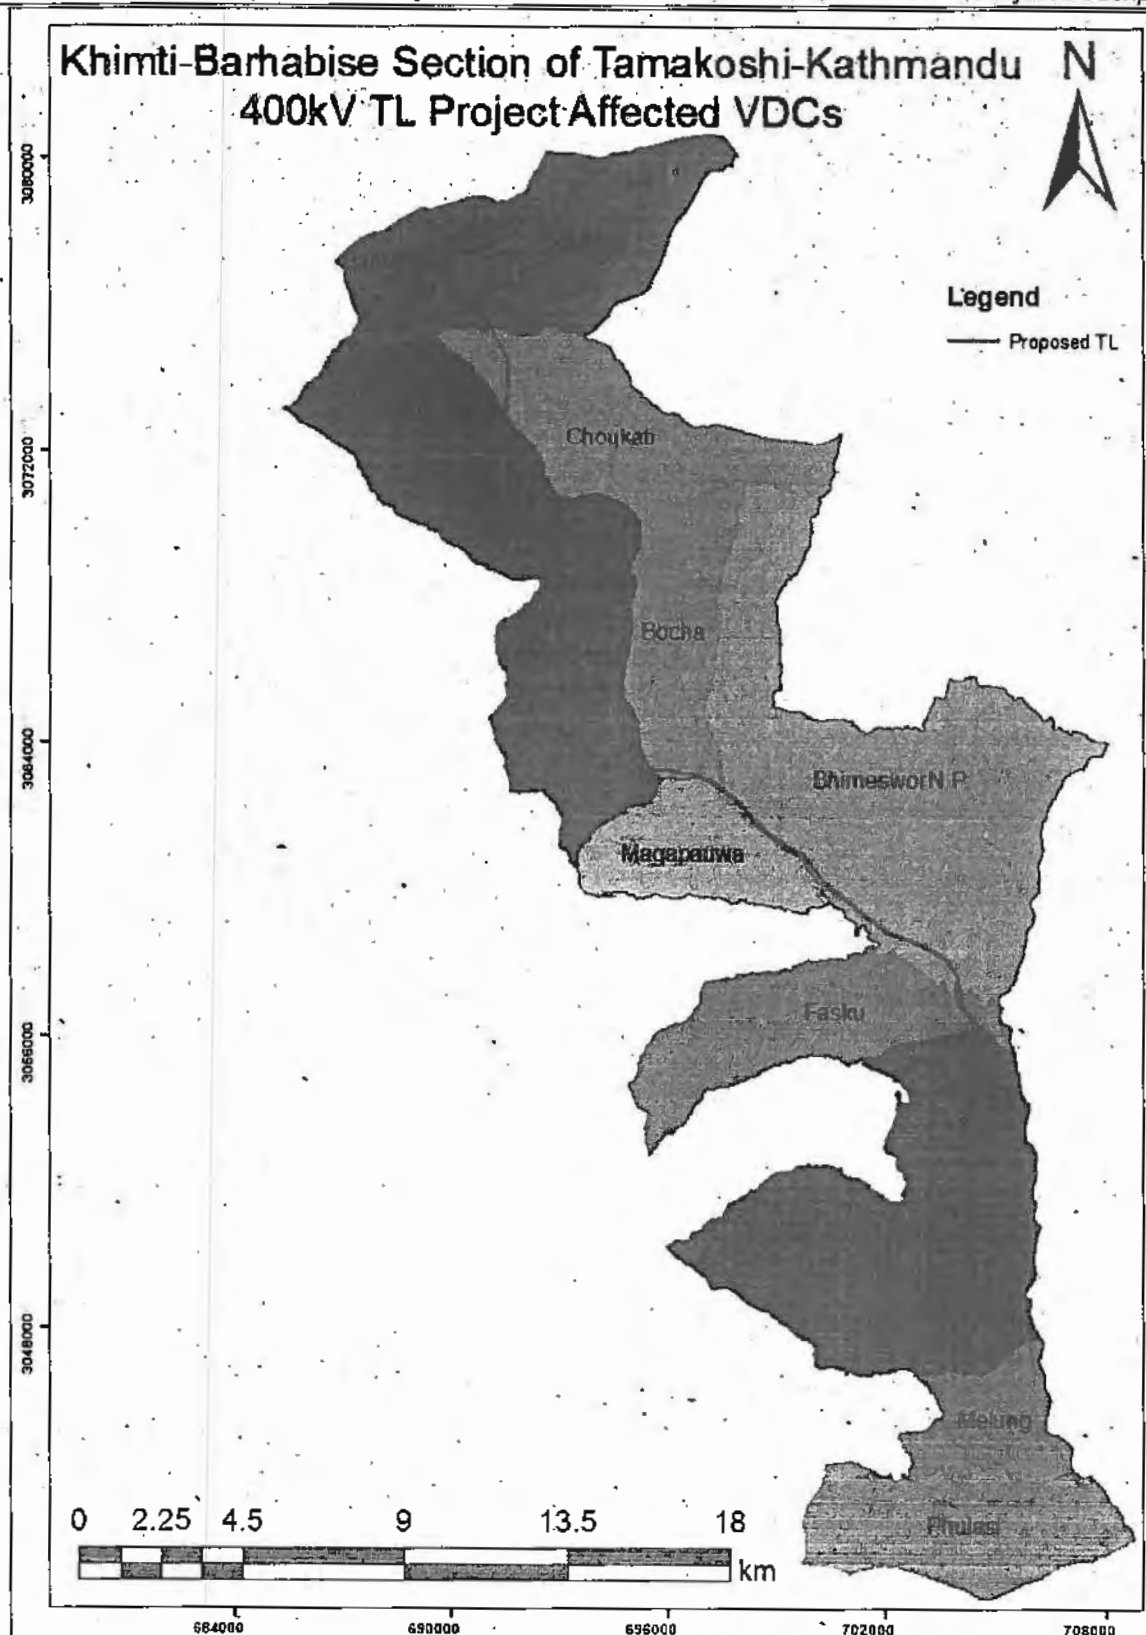 Khimti-Barhabise Section of Tamakoshi-Kathmandu
400kV TL Project Affected VDCs
N
3080000
Legend
Proposed TL
Choukati
3072000
Bocha
3064000
BhimesworN.P
Magapauwa
Fasku
3056000
3048000
Melung
Phulasi
0 2.25 4.5 9 13.5 18
km
684000 690000 696000 702000 708000